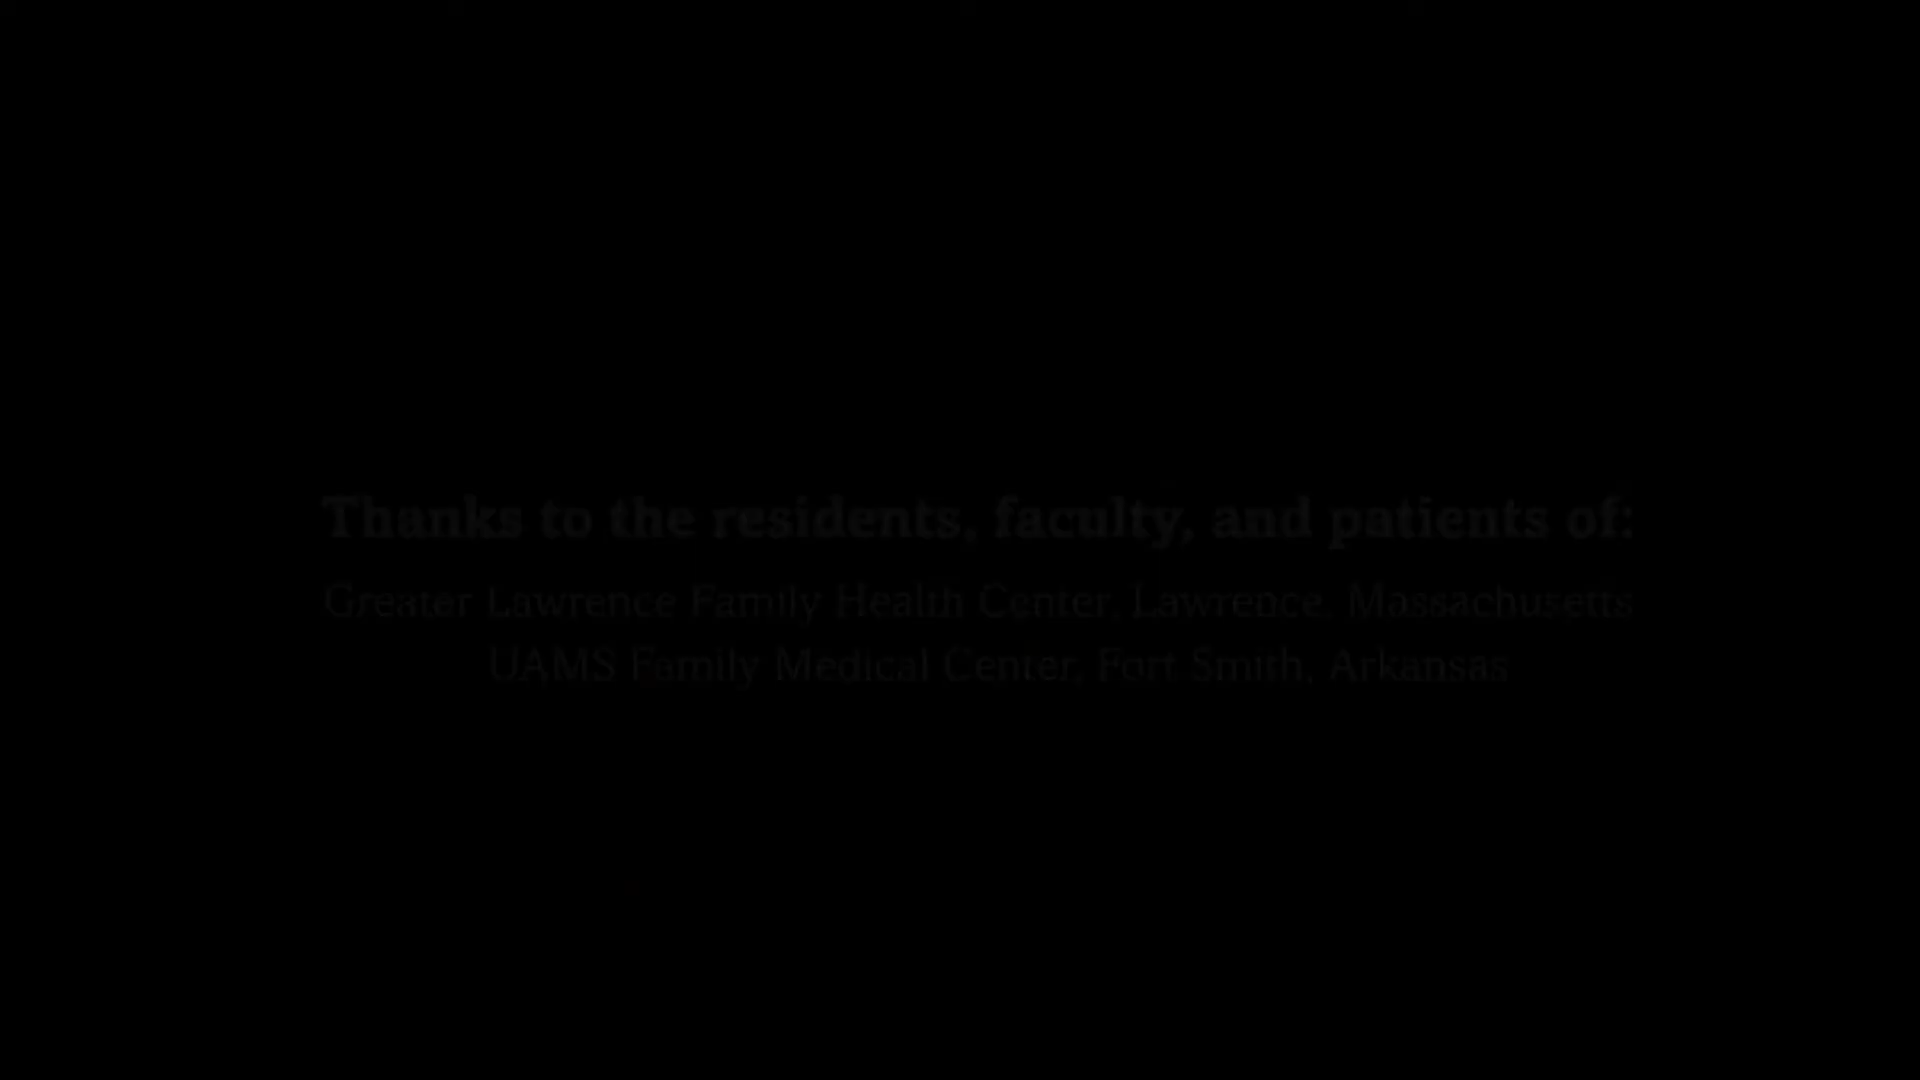 Thanks to the residents, faculty, and patients of:
Greater Lawrence Family Health Center, Lawrence, Massachusetts
UAMS Family Medical Center, Fort Smith, Arkansas